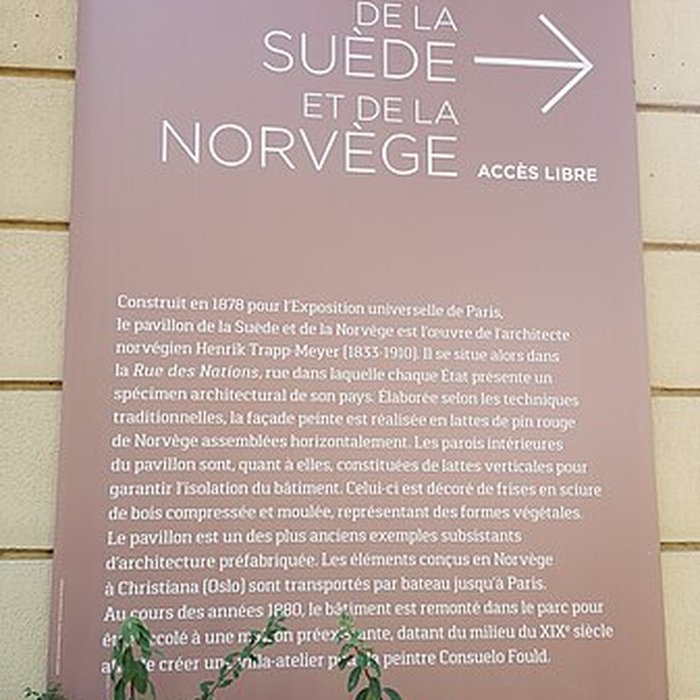 DE LA
SUÈDE
ET DE LA
NORVÈGE
ACCÈS LIBRE
Construit en 1878 pour l'Exposition universelle de Paris,
le pavillon de la Suède et de la Norvège est l'œuvre de l'architecte
norvégien Henrik Trapp-Meyer (1833-1910). Il se situe alors dans
la Rue des Nations, rue dans laquelle chaque État présente un
spécimen architectural de son pays. Élaborée selon les techniques
traditionnelles, la façade peinte est réalisée en lattes de pin rouge
de Norvège assemblées horizontalement. Les parois intérieures
du pavillon sont, quant à elles, constituées de lattes verticales pour
garantir l'isolation du bâtiment. Celui-ci est décoré de frises en sciure
de bois compressée et moulée, représentant des formes végétales.
Le pavillon est un des plus anciens exemples subsistants
d'architecture préfabriquée. Les éléments conçus en Norvège
à Christiana (Oslo) sont transportés par bateau jusqu'à Paris.
Au cours des années 1880, le bâtiment est remonté dans le parc pour
accolé à une maison préexistante, datant du milieu du XIXe siècle
de créer une villa-atelier la peintre Consuelo Fould.